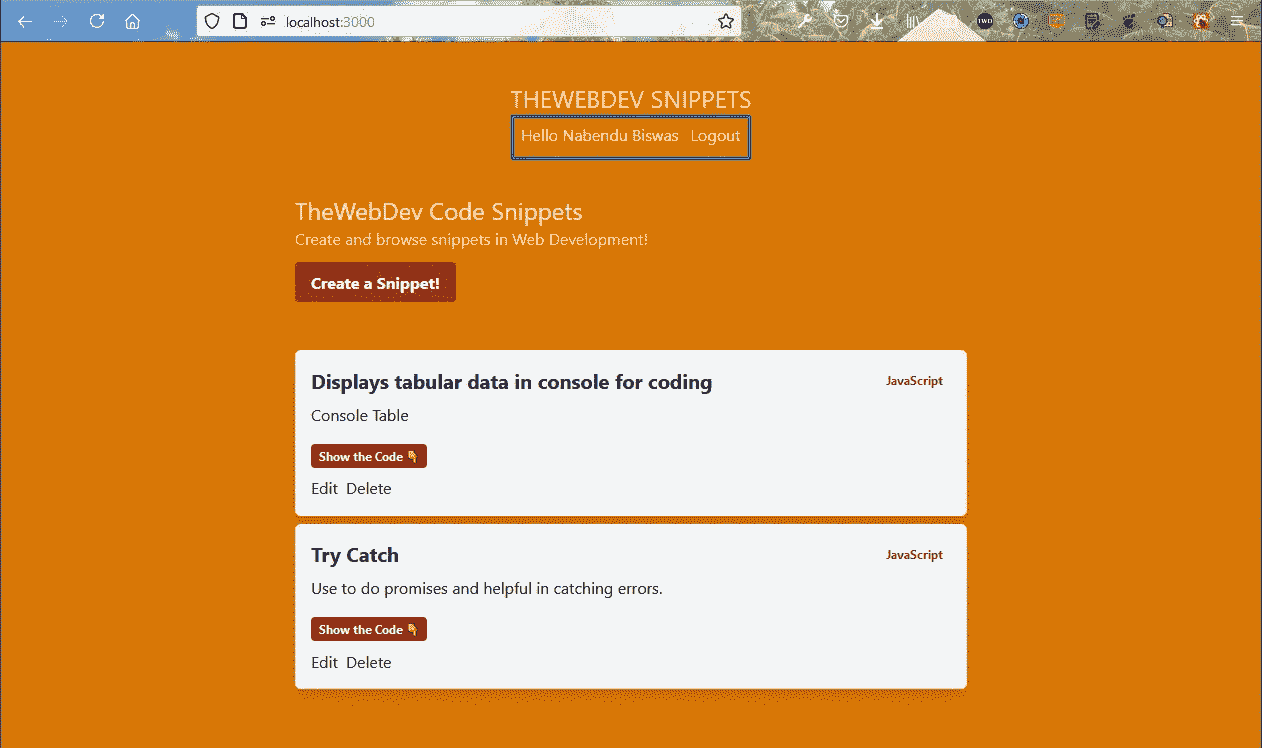 localhost:3000
TWD
THEWEBDEV SNIPPETS
Hello Nabendu Biswas Logout
TheWebDev Code Snippets
Create and browse snippets in Web Development!
Create a Snippet!
Displays tabular data in console for coding
JavaScript
Console Table
Show the Code 👇
Edit Delete
Try Catch
JavaScript
Use to do promises and helpful in catching errors.
Show the Code 👇
Edit Delete